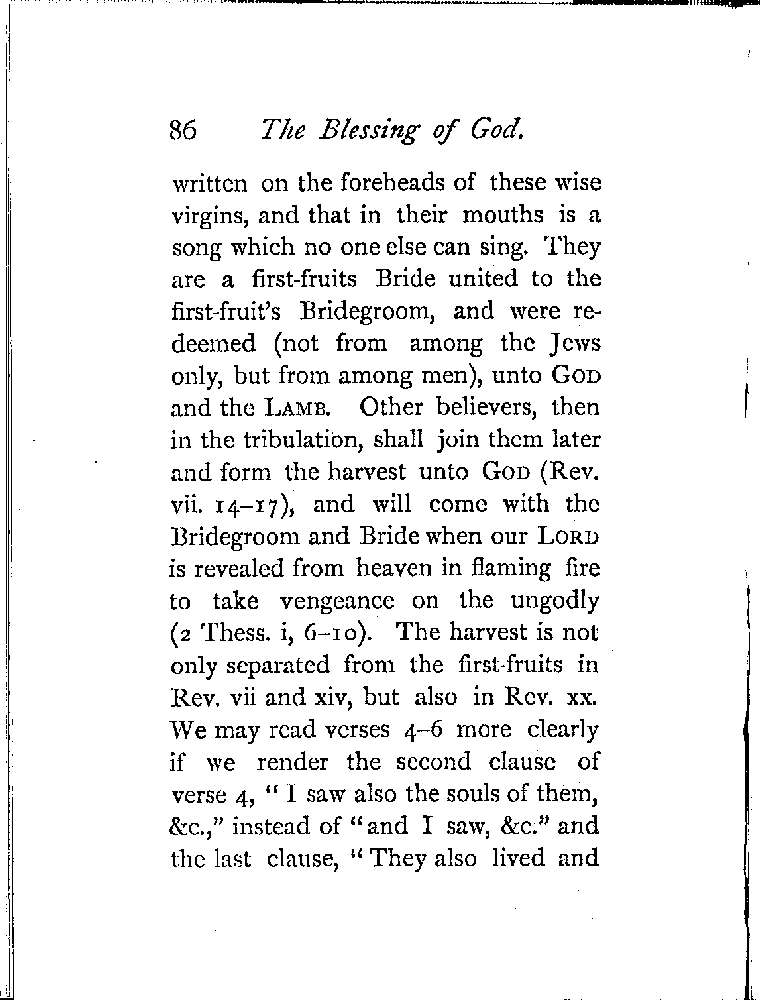 86 The Blessing of God.
written on the foreheads of these wise
virgins, and that in their mouths is a
song which no one else can sing. They
are a first-fruits Bride united to the
first-fruit's Bridegroom, and were re-
deemed (not from among the Jews
only, but from among men), unto GOD
and the LAMB. Other believers, then
in the tribulation, shall join them later
and form the harvest unto GOD (Rev.
vii. 14–17), and will come with the
Bridegroom and Bride when our LORD
is revealed from heaven in flaming fire
to take vengeance on the ungodly
(2 Thess. i, 6–10). The harvest is not
only separated from the first-fruits in
Rev. vii and xiv, but also in Rev. xx.
We may read verses 4–6 more clearly
if we render the second clause of
verse 4, “ I saw also the souls of them,
&c.,” instead of “and I saw, &c.” and
the last clause, “ They also lived and